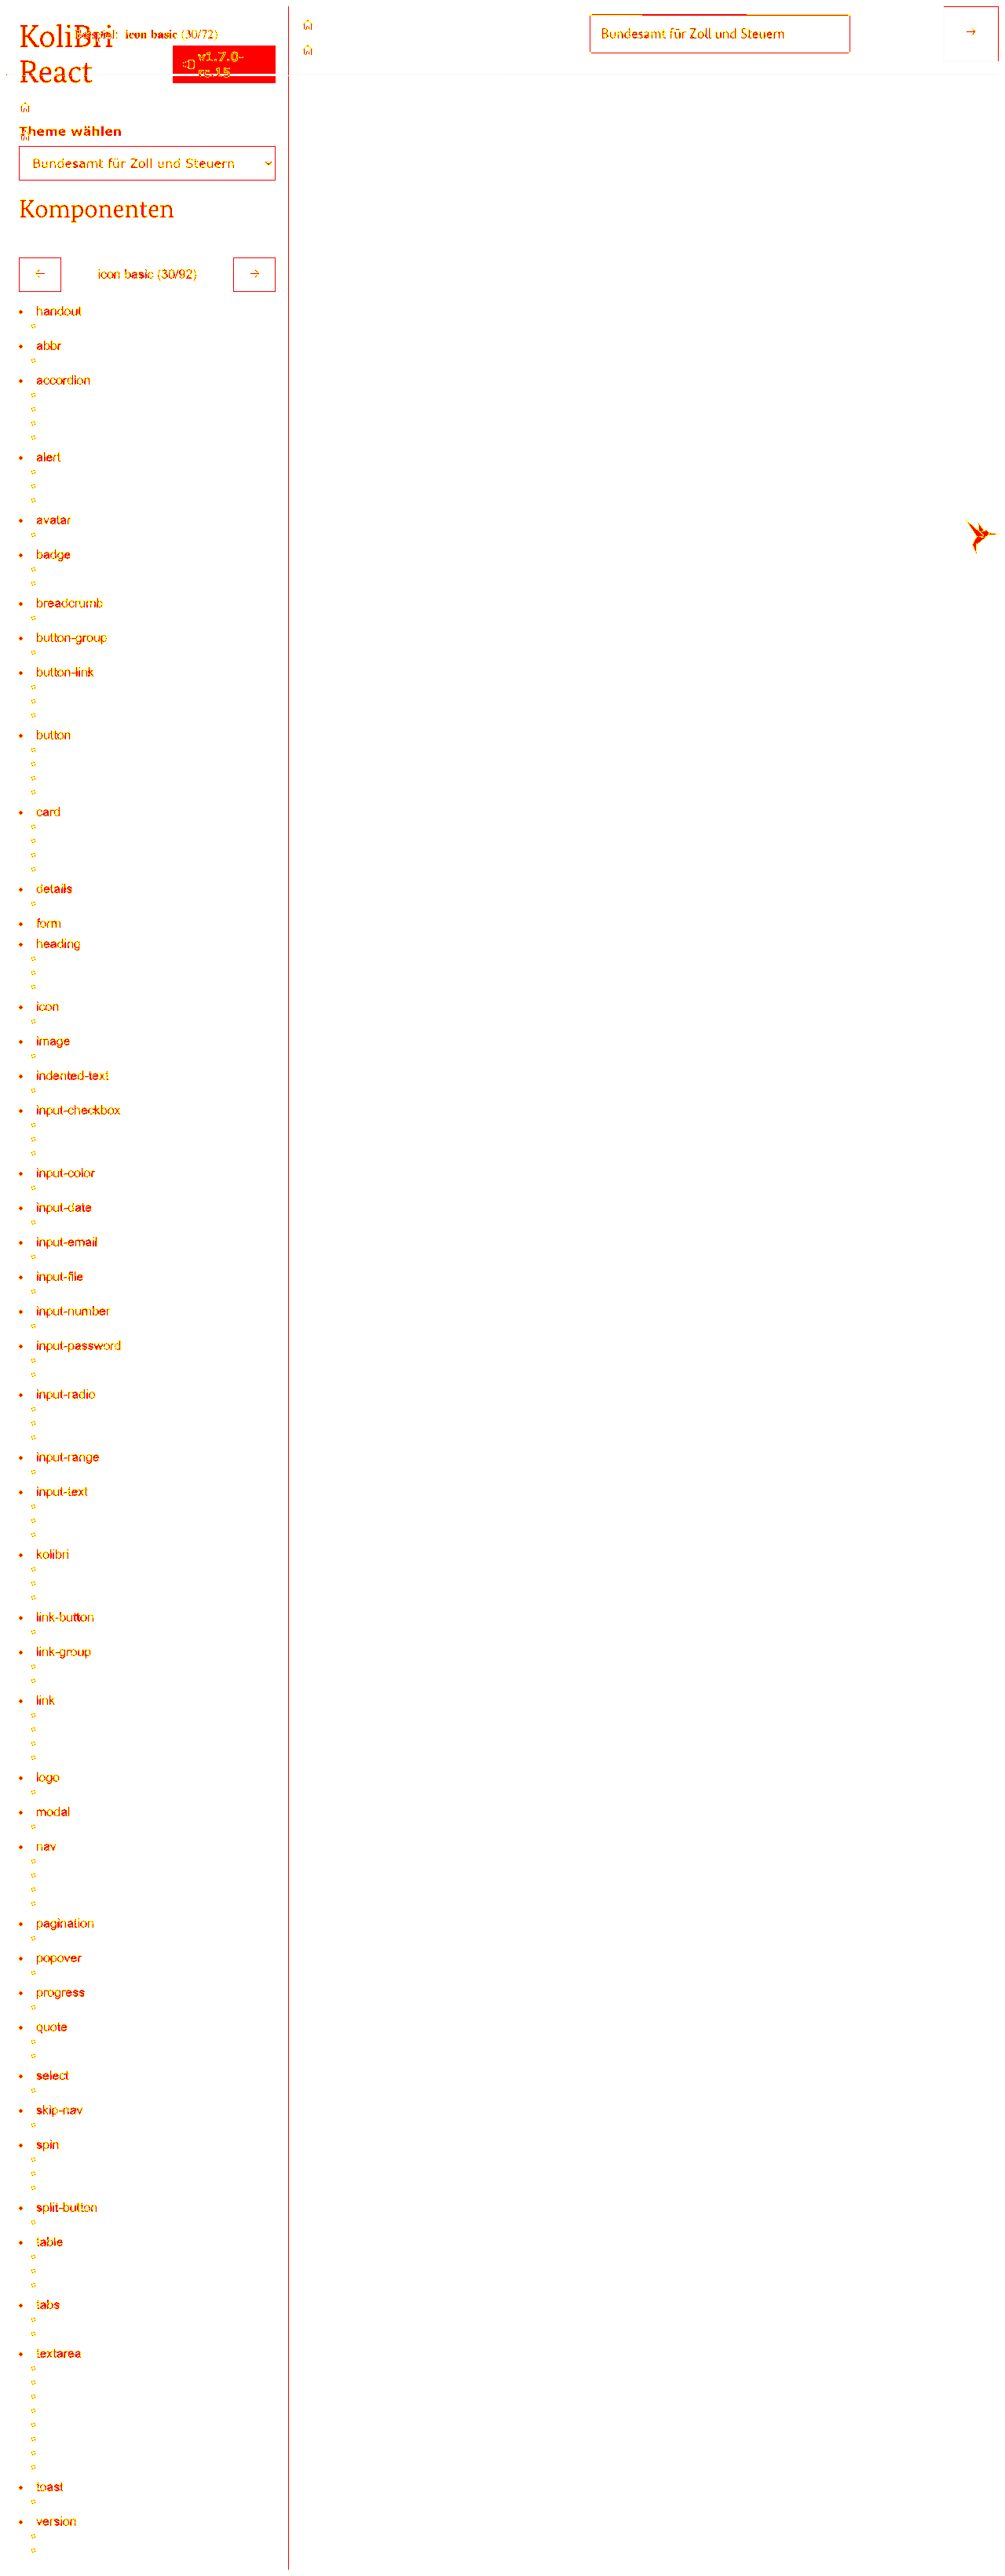 KoliBri
React
Beispiel: icon basic (30/72)
v1.7.0-
rc.15
Bundesamt für Zoll und Steuern
→
Theme wählen
Bundesamt für Zoll und Steuern
Komponenten
← icon basic (30/92) →
handout
abbr
accordion
alert
avatar
badge
breadcrumb
button-group
button-link
button
card
details
form
heading
icon
image
indented-text
input-checkbox
input-color
input-date
input-email
input-file
input-number
input-password
input-radio
input-range
input-text
kolibri
link-button
link-group
link
logo
modal
nav
pagination
popover
progress
quote
select
skip-nav
spin
split-button
table
tabs
textarea
toast
version